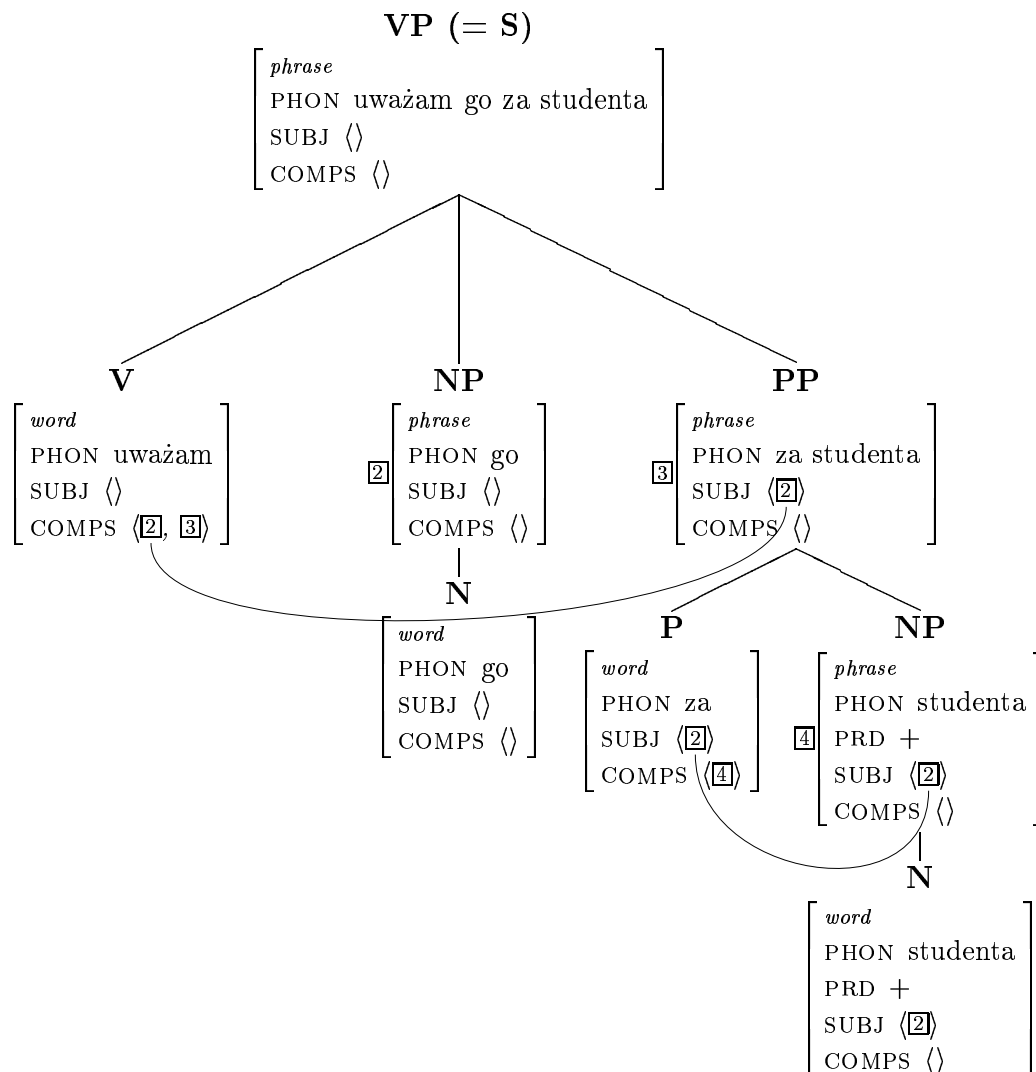 VP (= S)
phrase
PHON uważam go za studenta
SUBJ ⟨⟩
COMPS ⟨⟩
V
word
PHON uważam
SUBJ ⟨⟩
COMPS ⟨2, 3⟩
NP
2
phrase
PHON go
SUBJ ⟨⟩
COMPS ⟨⟩
PP
3
phrase
PHON za studenta
SUBJ ⟨2⟩
COMPS ⟨⟩
N
word
PHON go
SUBJ ⟨⟩
COMPS ⟨⟩
P
word
PHON za
SUBJ ⟨2⟩
COMPS ⟨4⟩
NP
4
phrase
PHON studenta
PRD +
SUBJ ⟨2⟩
COMPS ⟨⟩
N
word
PHON studenta
PRD +
SUBJ ⟨2⟩
COMPS ⟨⟩